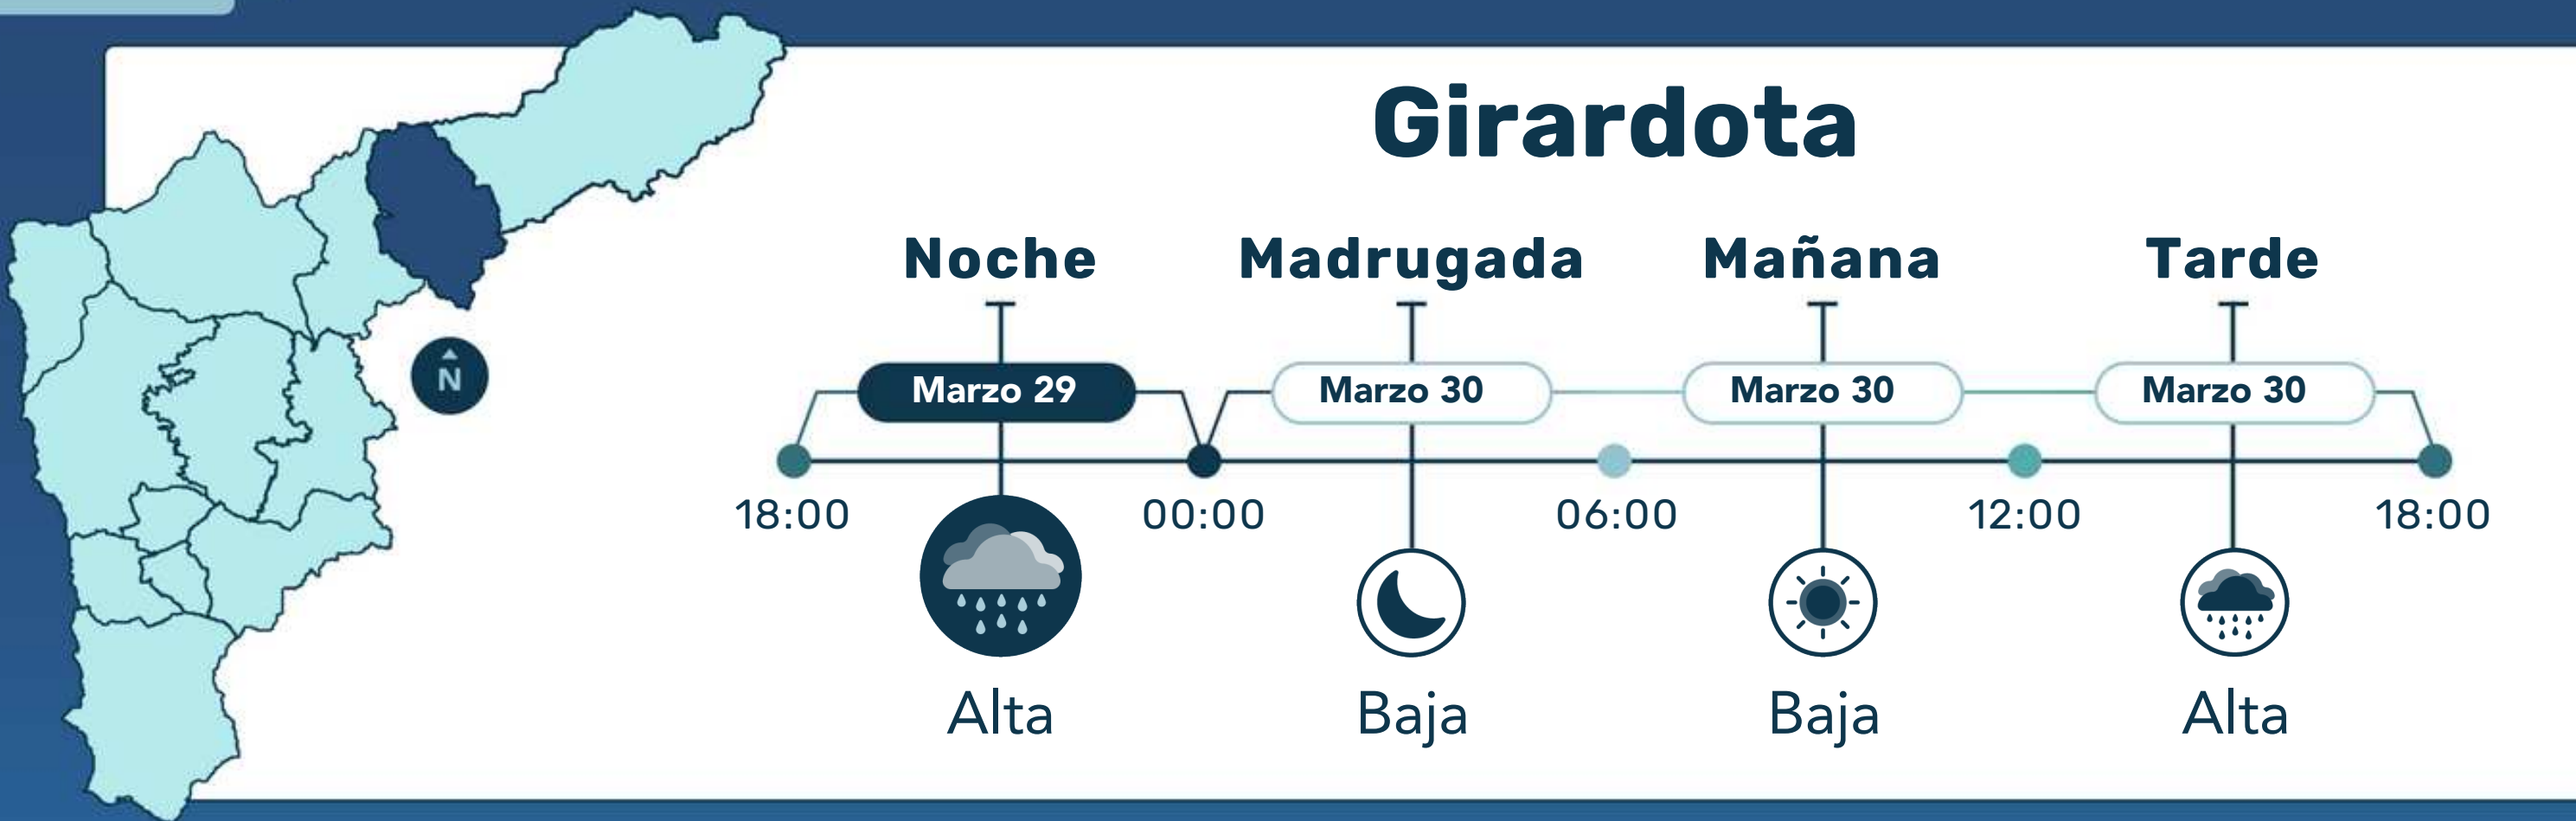 Girardota
Noche Madrugada Mañana Tarde
Marzo 29 Marzo 30 Marzo 30 Marzo 30
N
18:00 00:00 06:00 12:00 18:00
Alta Baja Baja Alta